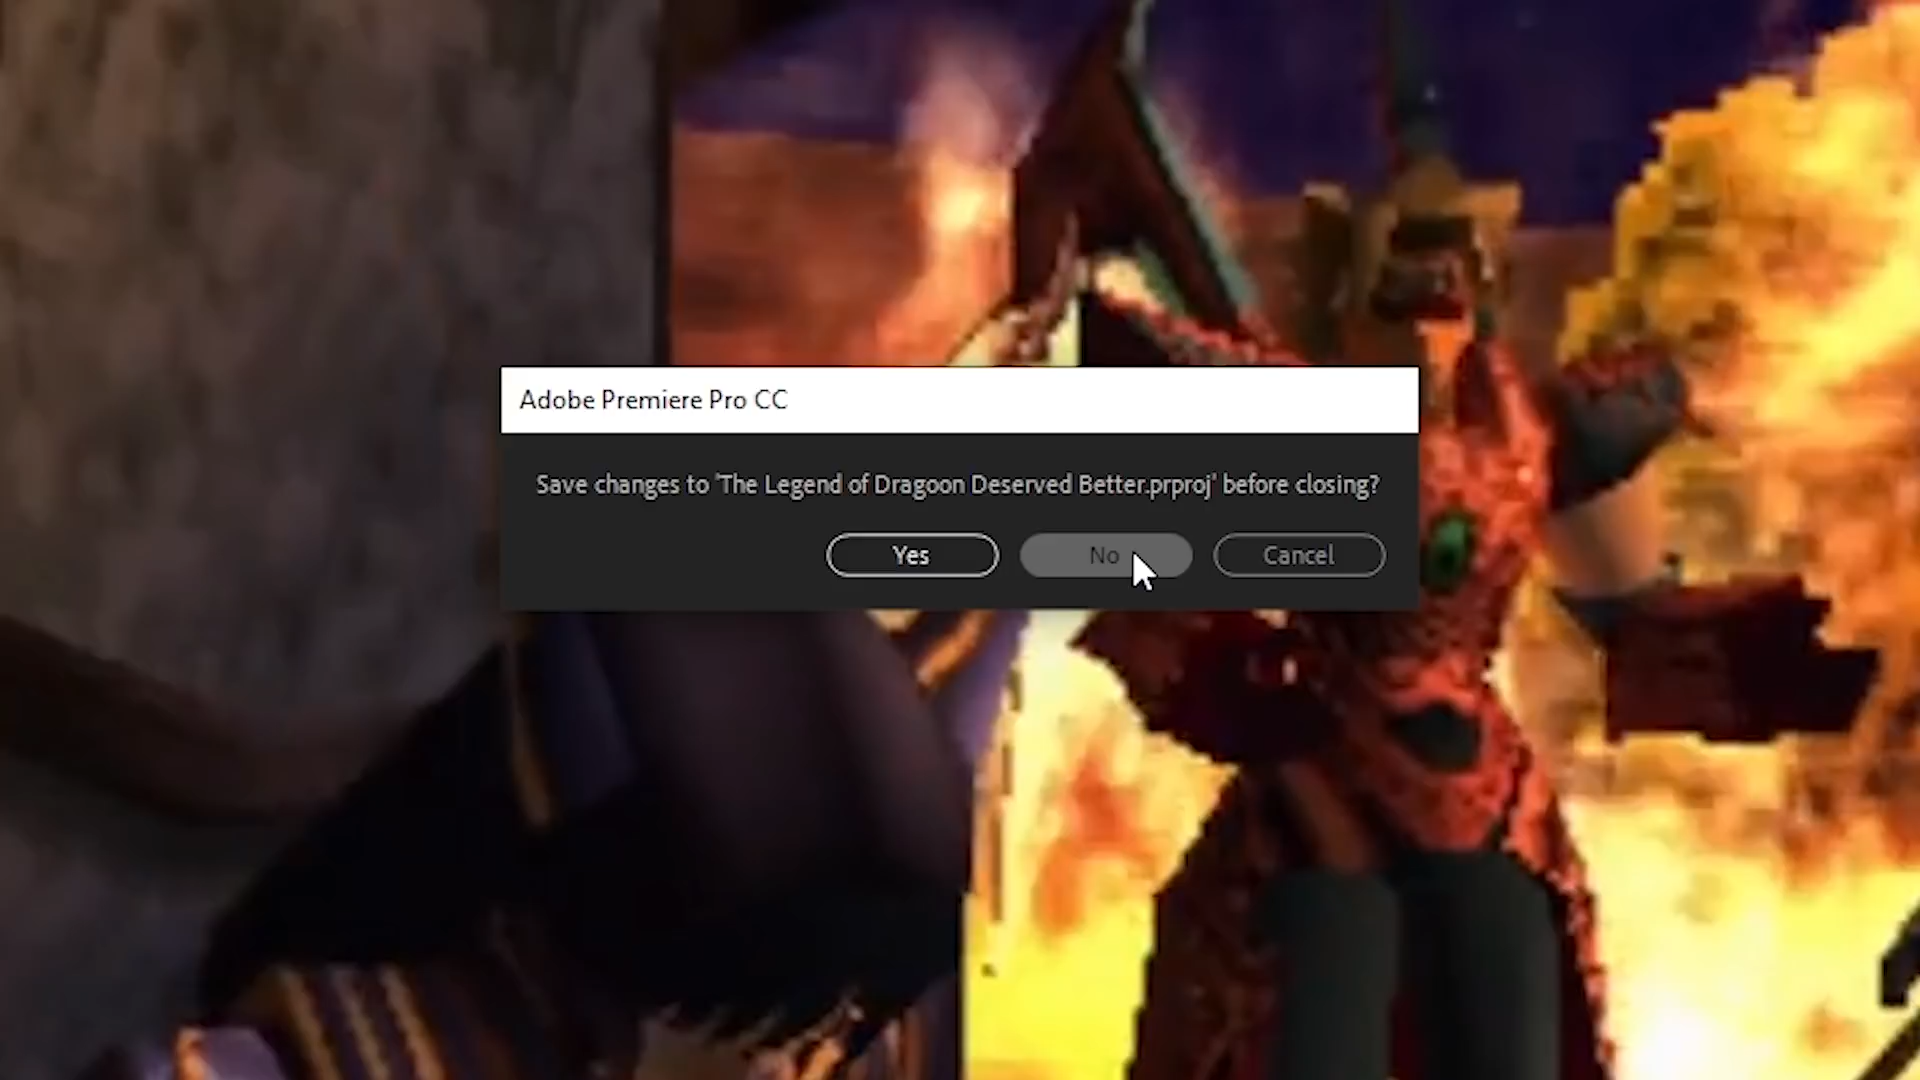 Adobe Premiere Pro CC
Save changes to 'The Legend of Dragoon Deserved Better.prproj' before closing?
Yes
No
Cancel